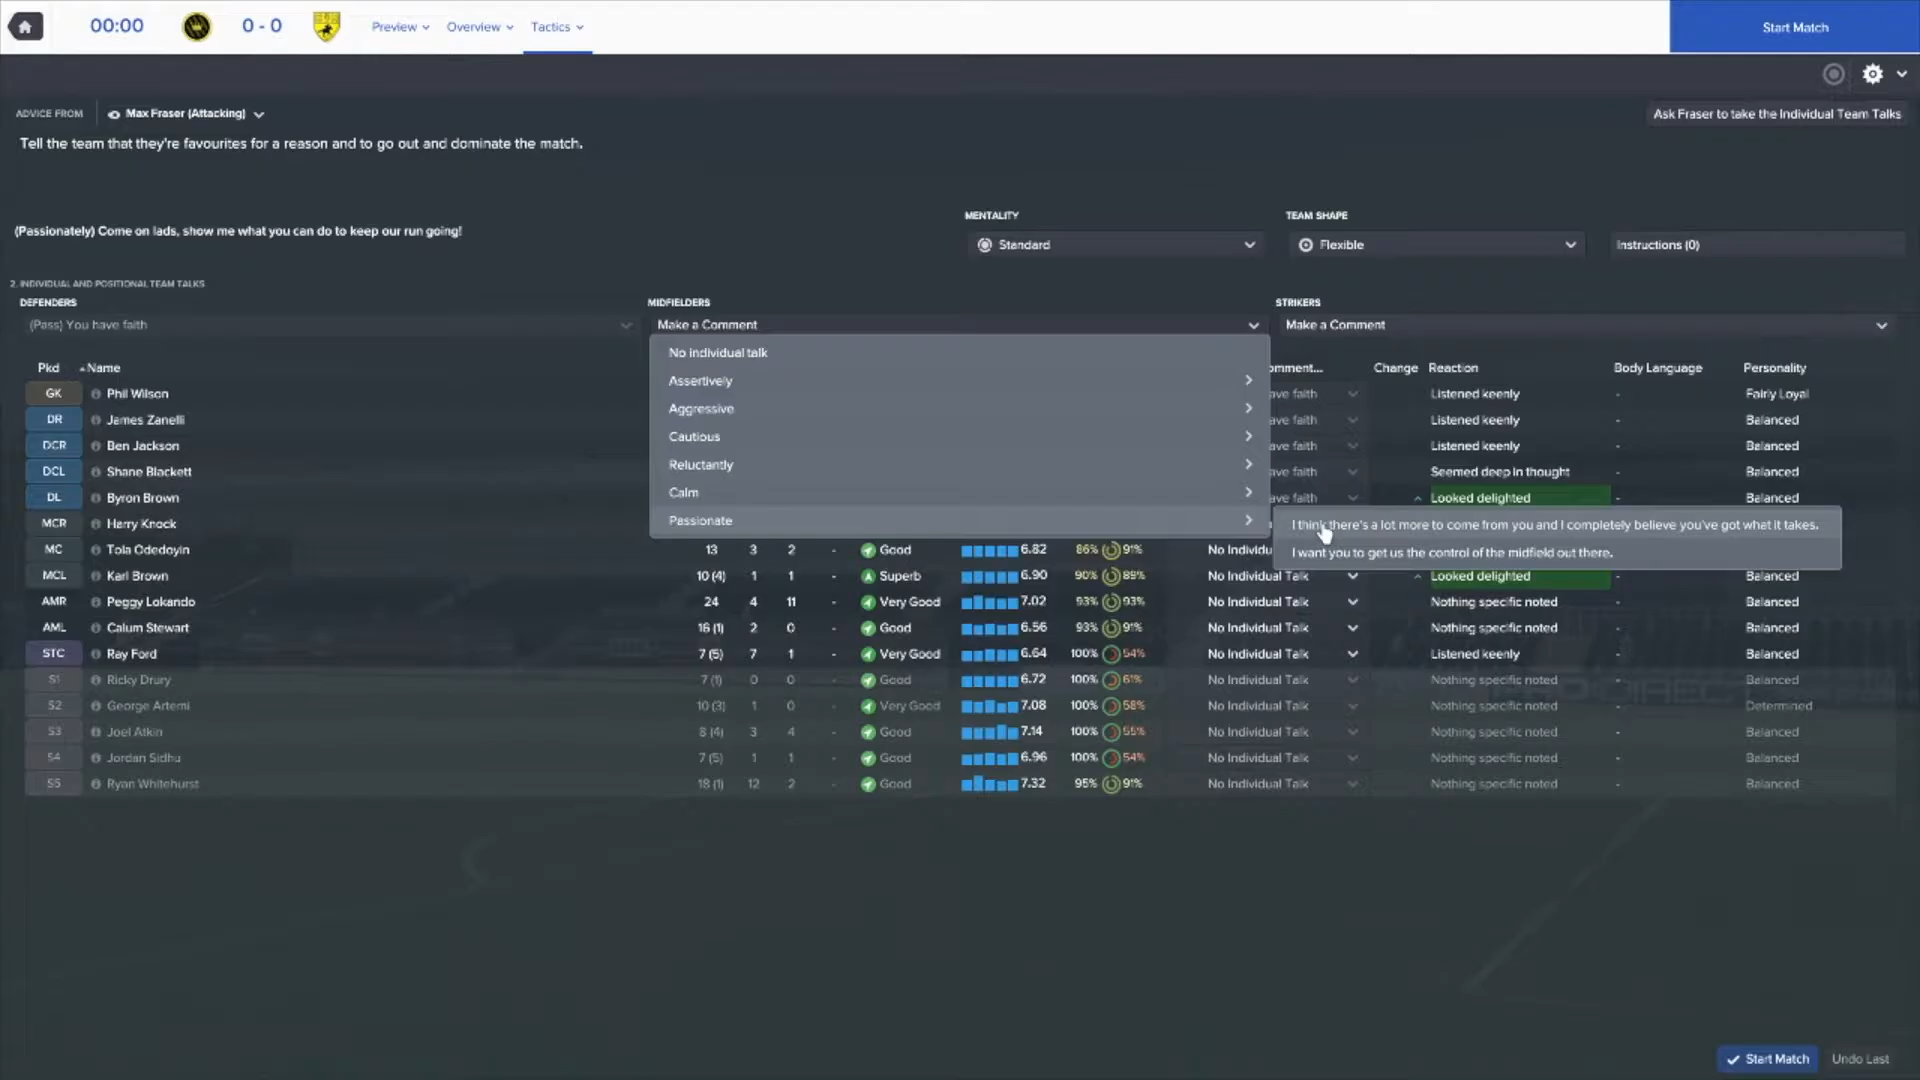 00:00 0 - 0 Preview Overview Tactics Start Match
ADVICE FROM Max Fraser (Attacking) Ask Fraser to take the Individual Team Talks
Tell the team that they're favourites for a reason and to go out and dominate the match.
MENTALITY TEAM SHAPE
(Passionately) Come on lads, show me what you can do to keep our run going!
Standard Flexible Instructions (0)
2. INDIVIDUAL AND POSITIONAL TEAM TALKS
DEFENDERS MIDFIELDERS STRIKERS
(Pass) You have faith Make a Comment Make a Comment
No individual talk
Pkd Name omment... Change Reaction Body Language Personality
Assertively
GK Phil Wilson ave faith Listened keenly - Fairly Loyal
Aggressive
DR James Zanelli ave faith Listened keenly - Balanced
Cautious
DCR Ben Jackson ave faith Listened keenly - Balanced
Reluctantly
DCL Shane Blackett ave faith Seemed deep in thought - Balanced
Calm
DL Byron Brown ave faith Looked delighted - Balanced
Passionate
MCR Harry Knock I think there's a lot more to come from you and I completely believe you've got what it takes.
MC Tola Odedoyin 13 3 2 - Good 6.82 86% 91% No Individu I want you to get us the control of the midfield out there.
MCL Karl Brown 10 (4) 1 1 - Superb 6.90 90% 89% No Individual Talk Looked delighted - Balanced
AMR Peggy Lokando 24 4 11 - Very Good 7.02 93% 93% No Individual Talk Nothing specific noted - Balanced
AML Calum Stewart 16 (1) 2 0 - Good 6.56 93% 91% No Individual Talk Nothing specific noted - Balanced
STC Ray Ford 7 (5) 7 1 - Very Good 6.64 100% 54% No Individual Talk Listened keenly - Balanced
S1 Ricky Drury 7 (1) 0 0 - Good 6.72 100% 61% No Individual Talk Nothing specific noted - Balanced
S2 George Artemi 10 (3) 1 0 - Very Good 7.08 100% 58% No Individual Talk Nothing specific noted - Determined
S3 Joel Atkin 8 (4) 3 4 - Good 7.14 100% 55% No Individual Talk Nothing specific noted - Balanced
S4 Jordan Sidhu 7 (5) 1 1 - Good 6.96 100% 54% No Individual Talk Nothing specific noted - Balanced
S5 Ryan Whitehurst 18 (1) 12 2 - Good 7.32 95% 91% No Individual Talk Nothing specific noted - Balanced
Start Match Undo Last